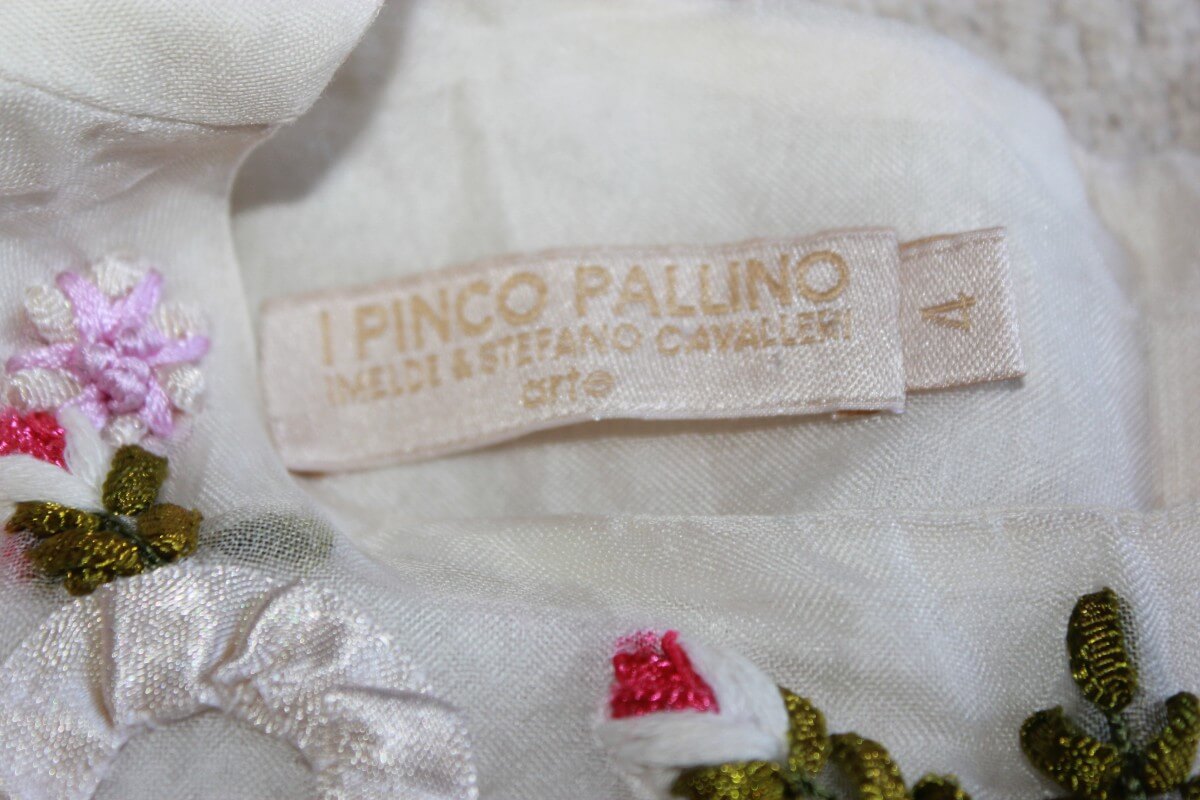 I PINCO PALLINO
IMELDE & STEFANO CAVALLERI
arte
4